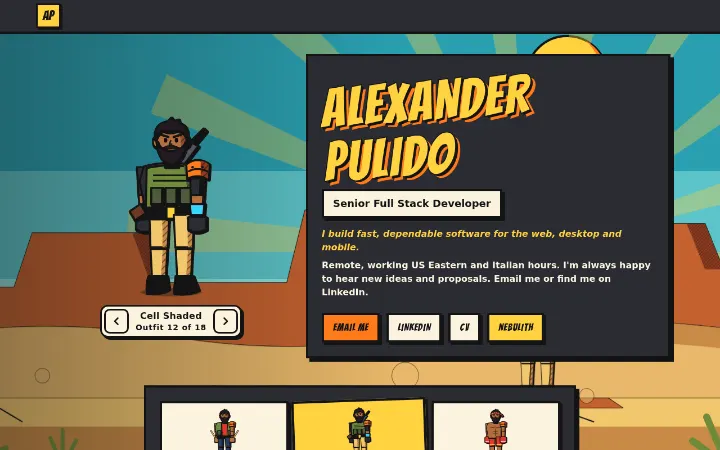 AP
ALEXANDER
PULIDO
Senior Full Stack Developer
I build fast, dependable software for the web, desktop and
mobile.
Remote, working US Eastern and Italian hours. I'm always happy
to hear new ideas and proposals. Email me or find me on
LinkedIn.
EMAIL ME
LINKEDIN
CV
NEBULITH
Cell Shaded
Outfit 12 of 18